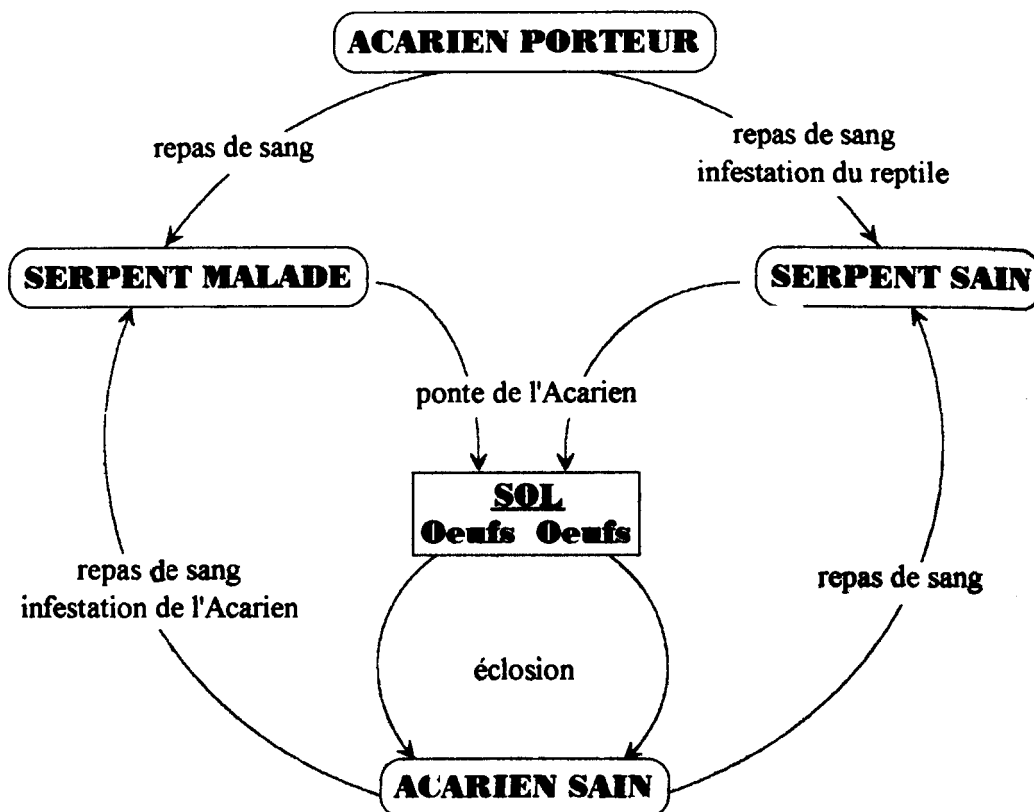 ACARIEN PORTEUR
repas de sang
repas de sang
infestation du reptile
SERPENT MALADE
SERPENT SAIN
ponte de l'Acarien
SOL
Oeufs Oeufs
repas de sang
infestation de l'Acarien
repas de sang
éclosion
ACARIEN SAIN